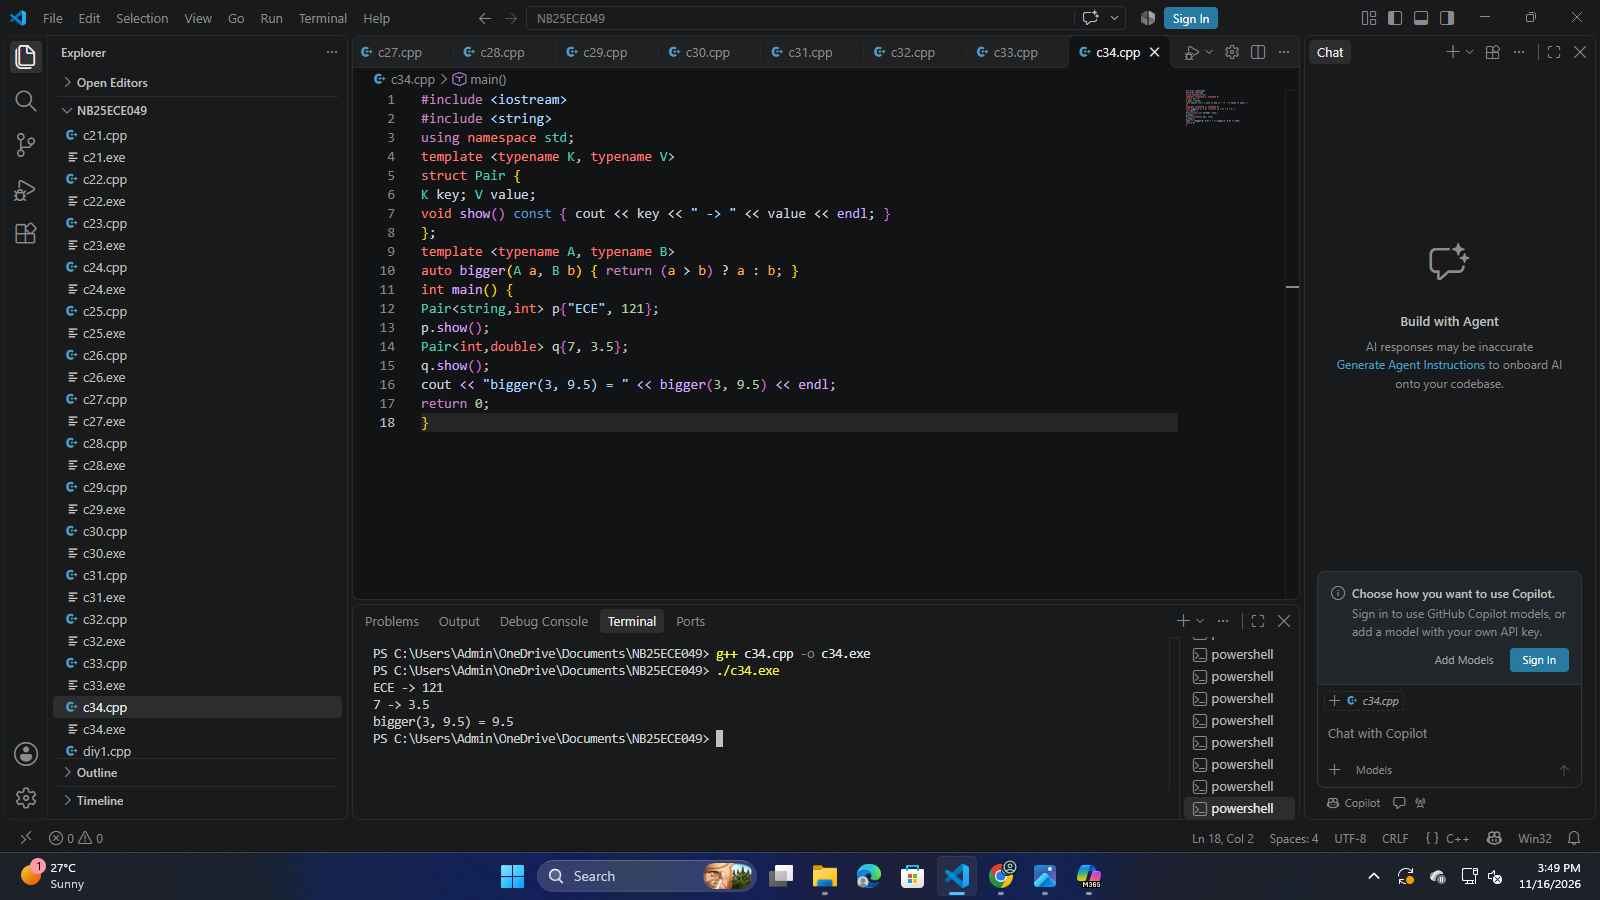 File Edit Selection View Go Run Terminal Help
NB25ECE049
Sign In
Explorer
Open Editors
NB25ECE049
c21.cpp
c21.exe
c22.cpp
c22.exe
c23.cpp
c23.exe
c24.cpp
c24.exe
c25.cpp
c25.exe
c26.cpp
c26.exe
c27.cpp
c27.exe
c28.cpp
c28.exe
c29.cpp
c29.exe
c30.cpp
c30.exe
c31.cpp
c31.exe
c32.cpp
c32.exe
c33.cpp
c33.exe
c34.cpp
c34.exe
diy1.cpp
Outline
Timeline
c27.cpp c28.cpp c29.cpp c30.cpp c31.cpp c32.cpp c33.cpp c34.cpp
c34.cpp > main()
1 #include <iostream>
2 #include <string>
3 using namespace std;
4 template <typename K, typename V>
5 struct Pair {
6 K key; V value;
7 void show() const { cout << key << " -> " << value << endl; }
8 };
9 template <typename A, typename B>
10 auto bigger(A a, B b) { return (a > b) ? a : b; }
11 int main() {
12 Pair<string,int> p{"ECE", 121};
13 p.show();
14 Pair<int,double> q{7, 3.5};
15 q.show();
16 cout << "bigger(3, 9.5) = " << bigger(3, 9.5) << endl;
17 return 0;
18 }
Problems Output Debug Console Terminal Ports
PS C:\Users\Admin\OneDrive\Documents\NB25ECE049> g++ c34.cpp -o c34.exe
PS C:\Users\Admin\OneDrive\Documents\NB25ECE049> ./c34.exe
ECE -> 121
7 -> 3.5
bigger(3, 9.5) = 9.5
PS C:\Users\Admin\OneDrive\Documents\NB25ECE049>
powershell
powershell
powershell
powershell
powershell
powershell
powershell
powershell
Chat
Build with Agent
AI responses may be inaccurate
Generate Agent Instructions to onboard AI
onto your codebase.
Choose how you want to use Copilot.
Sign in to use GitHub Copilot models, or
add a model with your own API key.
Add Models Sign In
c34.cpp
Chat with Copilot
Models
Copilot
0 0
Ln 18, Col 2 Spaces: 4 UTF-8 CRLF {} C++ Win32
1
27°C
Sunny
Search
M365
3:49 PM
11/16/2026